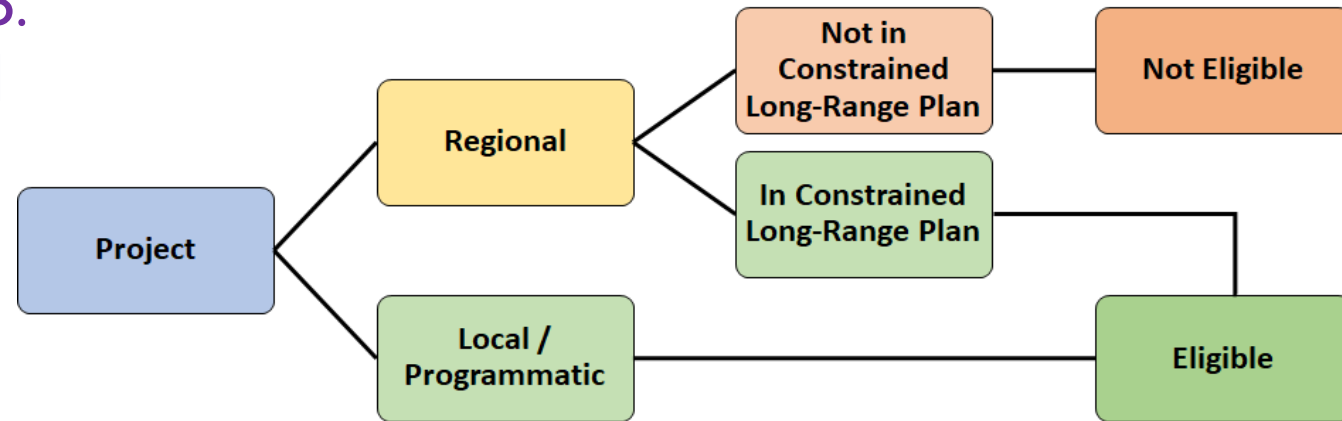 Not in
Constrained
Long-Range Plan
Not Eligible
Regional
In Constrained
Long-Range Plan
Project
Local /
Programmatic
Eligible